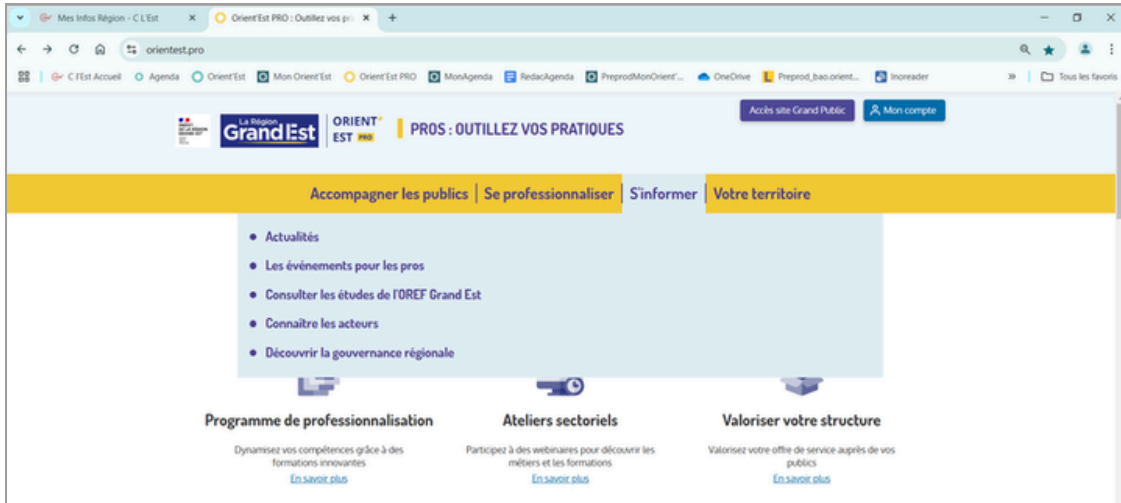 Mes Infos Région - C L'Est
Orient'Est PRO : Outillez vos pr
orientest.pro
C l'Est Accueil
Agenda
Orient'Est
Mon Orient'Est
Orient'Est PRO
MonAgenda
RedacAgenda
PreprodMonOrient'...
OneDrive
Preprod_bao.orient...
Inoreader
Tous les favoris
Accès site Grand Public
Mon compte
La Région
Grand Est
ORIENT'
EST PRO
PROS : OUTILLEZ VOS PRATIQUES
Accompagner les publics | Se professionnaliser | S'informer | Votre territoire
Actualités
Les événements pour les pros
Consulter les études de l'OREF Grand Est
Connaître les acteurs
Découvrir la gouvernance régionale
Programme de professionnalisation
Dynamisez vos compétences grâce à des
formations innovantes
En savoir plus
Ateliers sectoriels
Participez à des webinaires pour découvrir les
métiers et les formations
En savoir plus
Valoriser votre structure
Valorisez votre offre de service auprès de vos
publics
En savoir plus